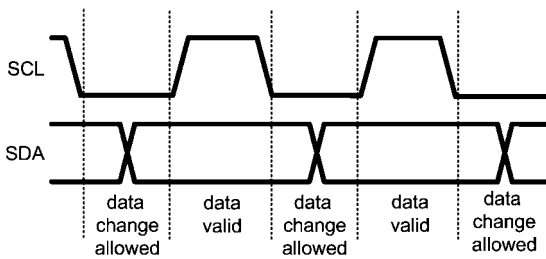 SCL
SDA
data
change
allowed
data
valid
data
change
allowed
data
valid
data
change
allowed